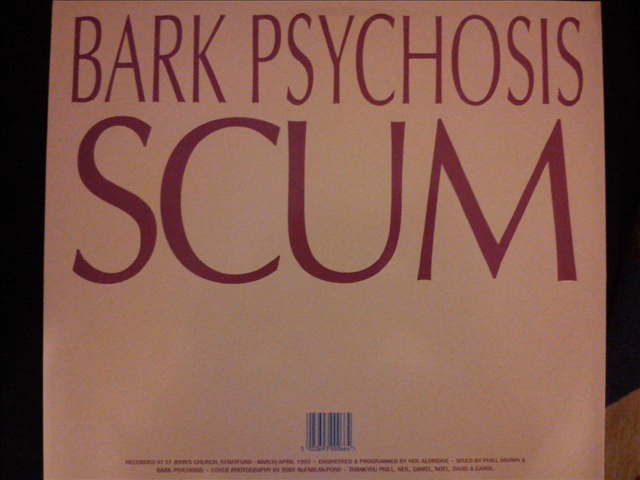 BARK PSYCHOSIS
SCUM
RECORDED AT ST JOHN'S CHURCH, STRATFORD - MARCH/APRIL 1992 - ENGINEERED & PROGRAMMED BY NEIL ALDRIDGE - MIXED BY PHILL BROWN &
BARK PSYCHOSIS - COVER PHOTOGRAPHY BY TOBY - THANKYOU PHILL, NEIL, DANIEL, NOEL, DAVID & CAROL